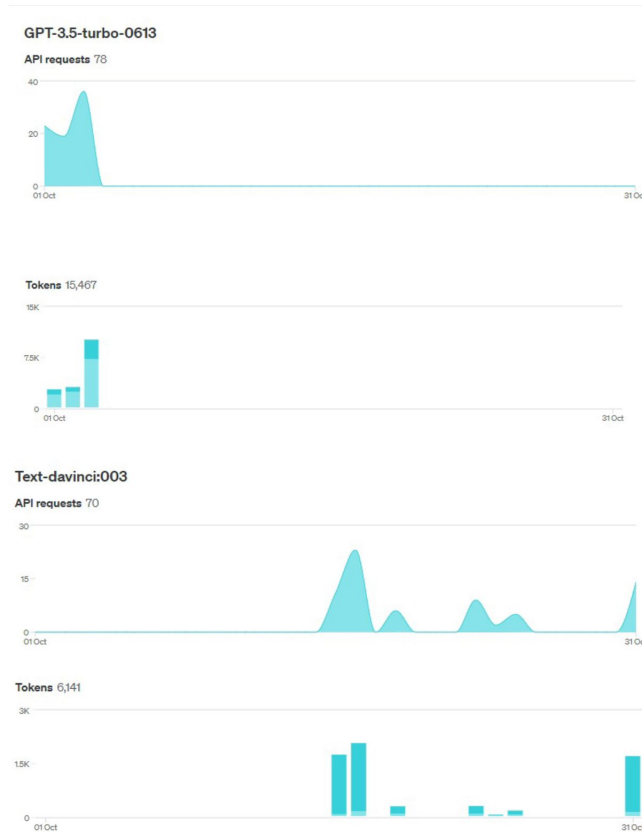 GPT-3.5-turbo-0613
API requests 78
40
20
0
01 Oct
31 Oc
Tokens 15,467
15K
7.5K
0
01 Oct
31 Oct
Text-davinci:003
API requests 70
30
15
0
01 Oct
31 Oc
Tokens 6,141
3K
1.5K
0
01 Oct
31 Oc